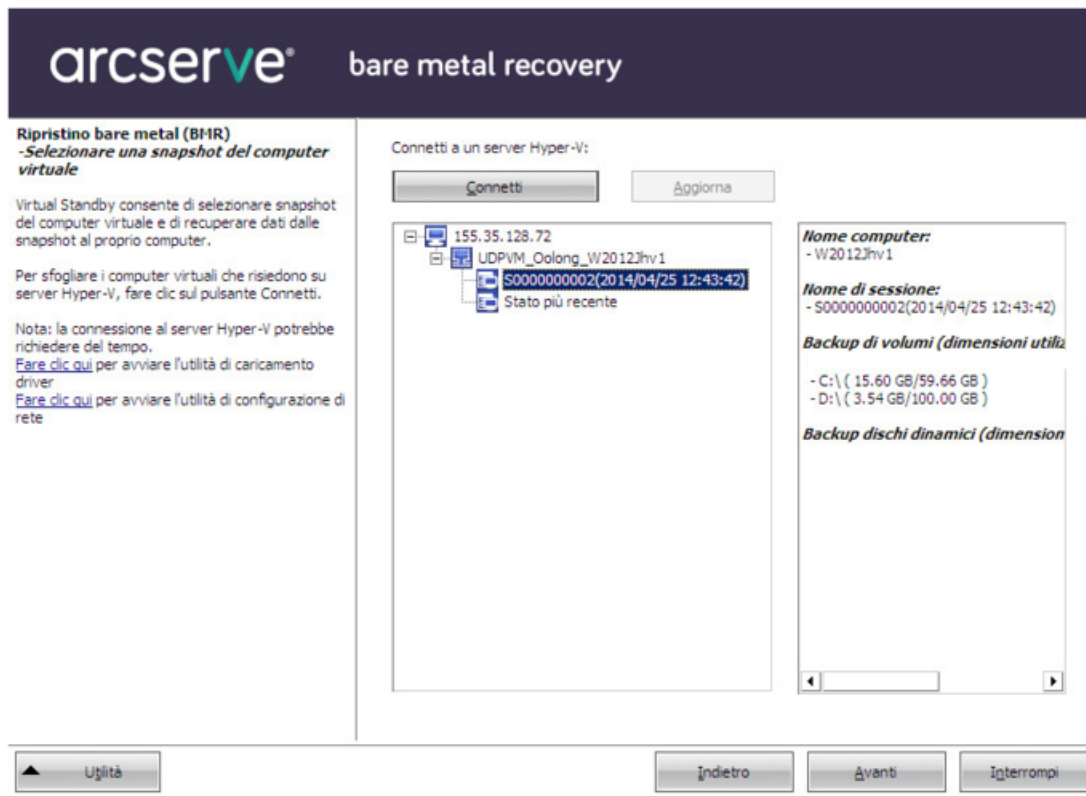 arcserve® bare metal recovery
Ripristino bare metal (BMR)
-Selezionare una snapshot del computer
virtuale
Virtual Standby consente di selezionare snapshot
del computer virtuale e di recuperare dati dalle
snapshot al proprio computer.
Per sfogliare i computer virtuali che risiedono su
server Hyper-V, fare clic sul pulsante Connetti.
Nota: la connessione al server Hyper-V potrebbe
richiedere del tempo.
Fare clic qui per avviare l'utilità di caricamento
driver
Fare clic qui per avviare l'utilità di configurazione di
rete
Connetti a un server Hyper-V:
Connetti
Aggiorna
155.35.128.72
UDPVM_Oolong_W2012Jhv1
S0000000002(2014/04/25 12:43:42)
Stato più recente
Nome computer:
- W2012Jhv1
Nome di sessione:
- S0000000002(2014/04/25 12:43:42)
Backup di volumi (dimensioni utiliz
- C:\ ( 15.60 GB/59.66 GB )
- D:\ ( 3.54 GB/100.00 GB )
Backup dischi dinamici (dimension
Utilità
Indietro
Avanti
Interrompi